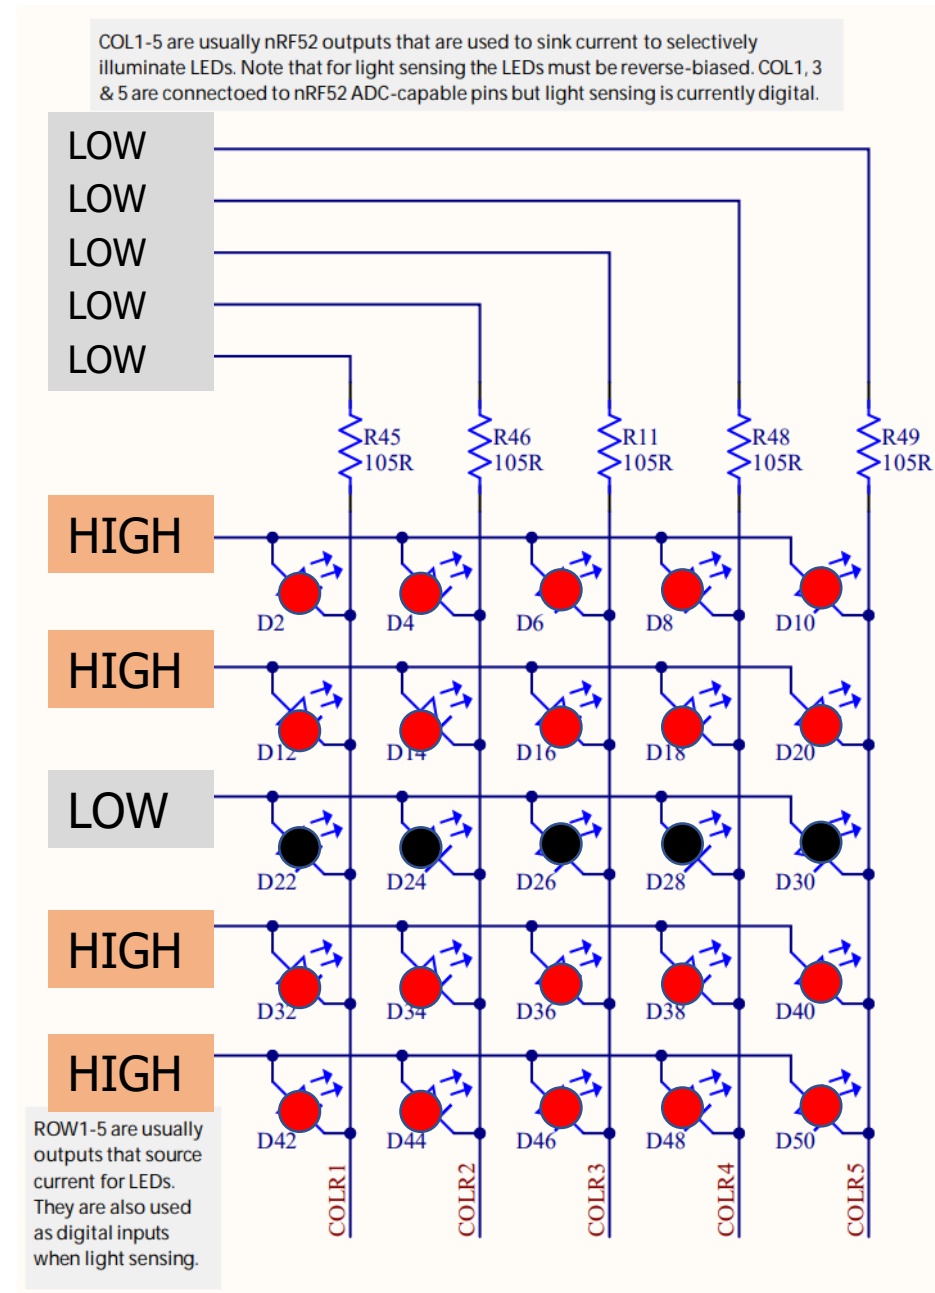 COL1-5 are usually nRF52 outputs that are used to sink current to selectively
illuminate LEDs. Note that for light sensing the LEDs must be reverse-biased. COL1, 3
& 5 are connectoed to nRF52 ADC-capable pins but light sensing is currently digital.
LOW
LOW
LOW
LOW
LOW
R45 R46 R11 R48 R49
105R 105R 105R 105R 105R
HIGH
D2 D4 D6 D8 D10
HIGH
D12 D14 D16 D18 D20
LOW
D22 D24 D26 D28 D30
HIGH
D32 D34 D36 D38 D40
HIGH
D42 D44 D46 D48 D50
ROW1-5 are usually
outputs that source
current for LEDs.
They are also used
as digital inputs
when light sensing.
COLR1
COLR2
COLR3
COLR4
COLR5